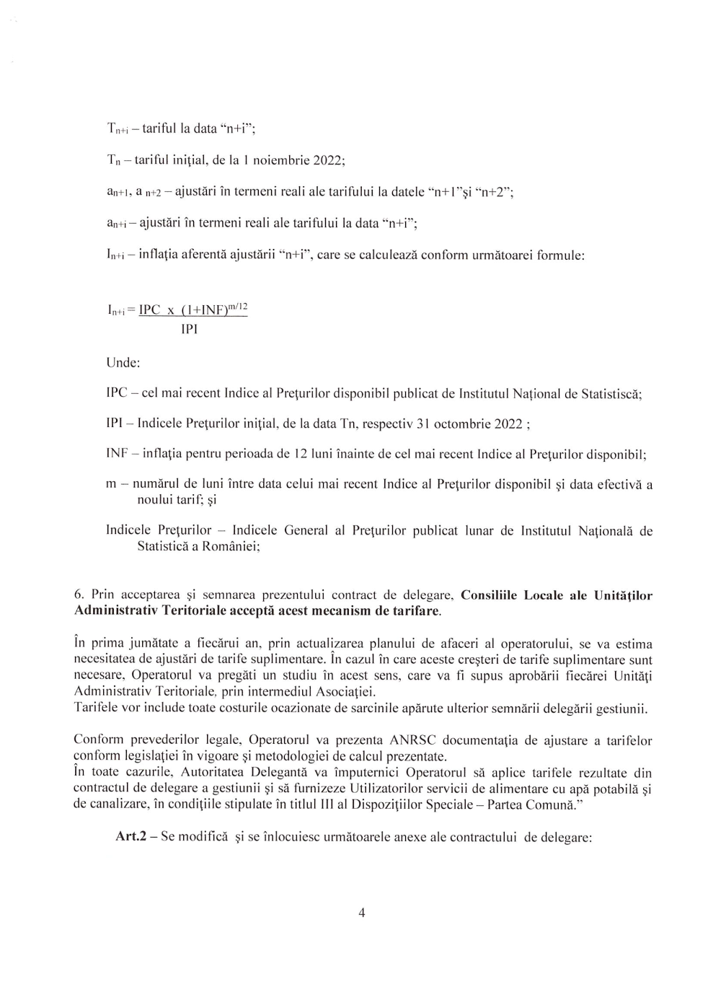 Tn+i – tariful la data “n+i”;
Tn – tariful iniţial, de la 1 noiembrie 2022;
an+1, a n+2 – ajustări în termeni reali ale tarifului la datele “n+1”şi “n+2”;
an+i – ajustări în termeni reali ale tarifului la data “n+i”;
In+i – inflaţia aferentă ajustării “n+i”, care se calculează conform următoarei formule:
In+i = IPC x (1+INF)m/12
IPI
Unde:
IPC – cel mai recent Indice al Preţurilor disponibil publicat de Institutul Național de Statistiscă;
IPI – Indicele Preţurilor iniţial, de la data Tn, respectiv 31 octombrie 2022 ;
INF – inflaţia pentru perioada de 12 luni înainte de cel mai recent Indice al Preţurilor disponibil;
m – numărul de luni între data celui mai recent Indice al Preţurilor disponibil şi data efectivă a
noului tarif; şi
Indicele Preţurilor – Indicele General al Preţurilor publicat lunar de Institutul Naţională de
Statistică a României;
6. Prin acceptarea şi semnarea prezentului contract de delegare, Consiliile Locale ale Unităţilor
Administrativ Teritoriale acceptă acest mecanism de tarifare.
În prima jumătate a fiecărui an, prin actualizarea planului de afaceri al operatorului, se va estima
necesitatea de ajustări de tarife suplimentare. În cazul în care aceste creşteri de tarife suplimentare sunt
necesare, Operatorul va pregăti un studiu în acest sens, care va fi supus aprobării fiecărei Unităţi
Administrativ Teritoriale, prin intermediul Asociaţiei.
Tarifele vor include toate costurile ocazionate de sarcinile apărute ulterior semnării delegării gestiunii.
Conform prevederilor legale, Operatorul va prezenta ANRSC documentaţia de ajustare a tarifelor
conform legislaţiei în vigoare şi metodologiei de calcul prezentate.
În toate cazurile, Autoritatea Delegantă va împuternici Operatorul să aplice tarifele rezultate din
contractul de delegare a gestiunii şi să furnizeze Utilizatorilor servicii de alimentare cu apă potabilă şi
de canalizare, în condiţiile stipulate în titlul III al Dispoziţiilor Speciale – Partea Comună.”
Art.2 – Se modifică şi se înlocuiesc următoarele anexe ale contractului de delegare:
4